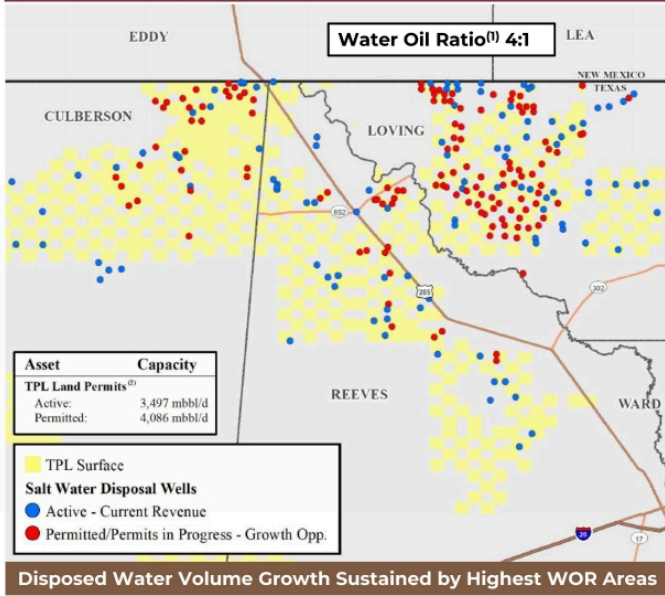 EDDY
Water Oil Ratio(1) 4:1
LEA
NEW MEXICO
TEXAS
CULBERSON
LOVING
652
285
302
Asset Capacity
TPL Land Permits(2)
Active: 3,497 mbbl/d
Permitted: 4,086 mbbl/d
REEVES
WARD
TPL Surface
Salt Water Disposal Wells
Active - Current Revenue
Permitted/Permits in Progress - Growth Opp.
20
17
Disposed Water Volume Growth Sustained by Highest WOR Areas